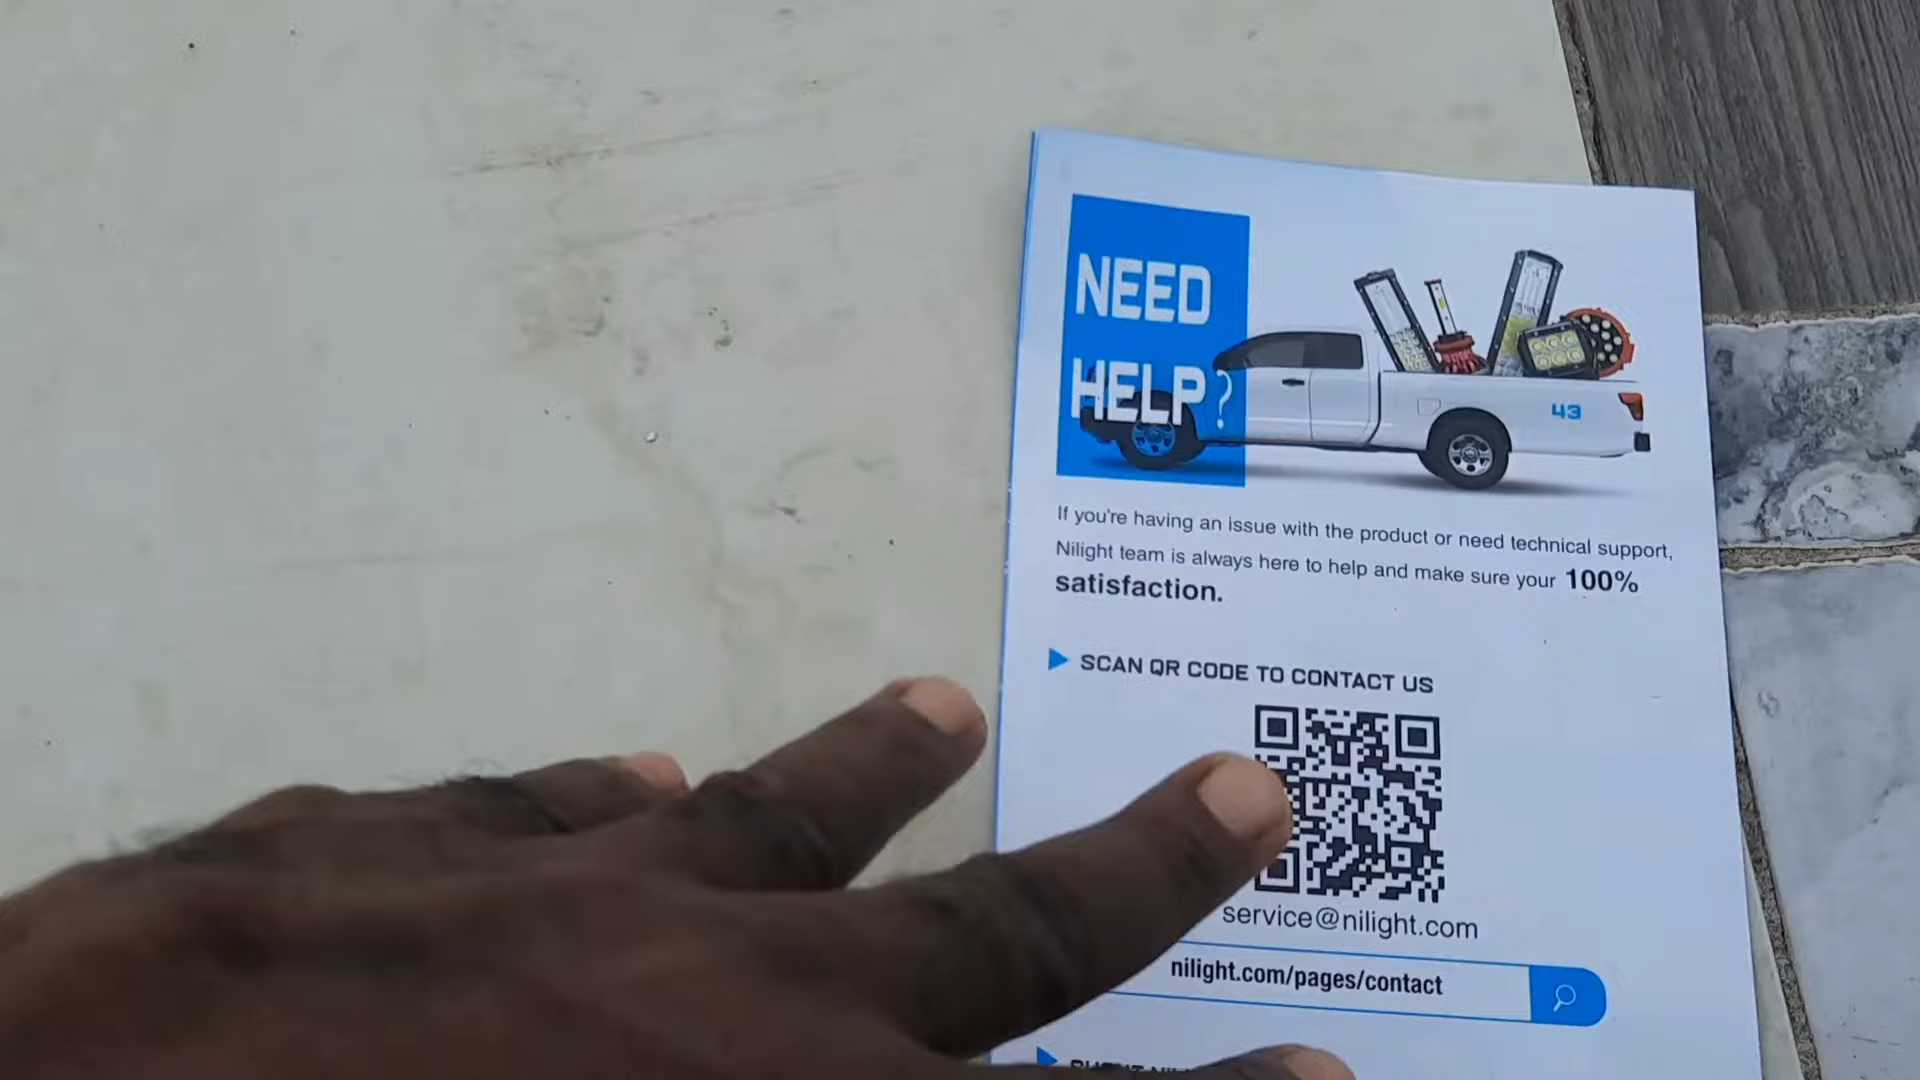 NEED
HELP?
43
If you're having an issue with the product or need technical support,
Nilight team is always here to help and make sure your 100%
satisfaction.
SCAN QR CODE TO CONTACT US
service@nilight.com
nilight.com/pages/contact